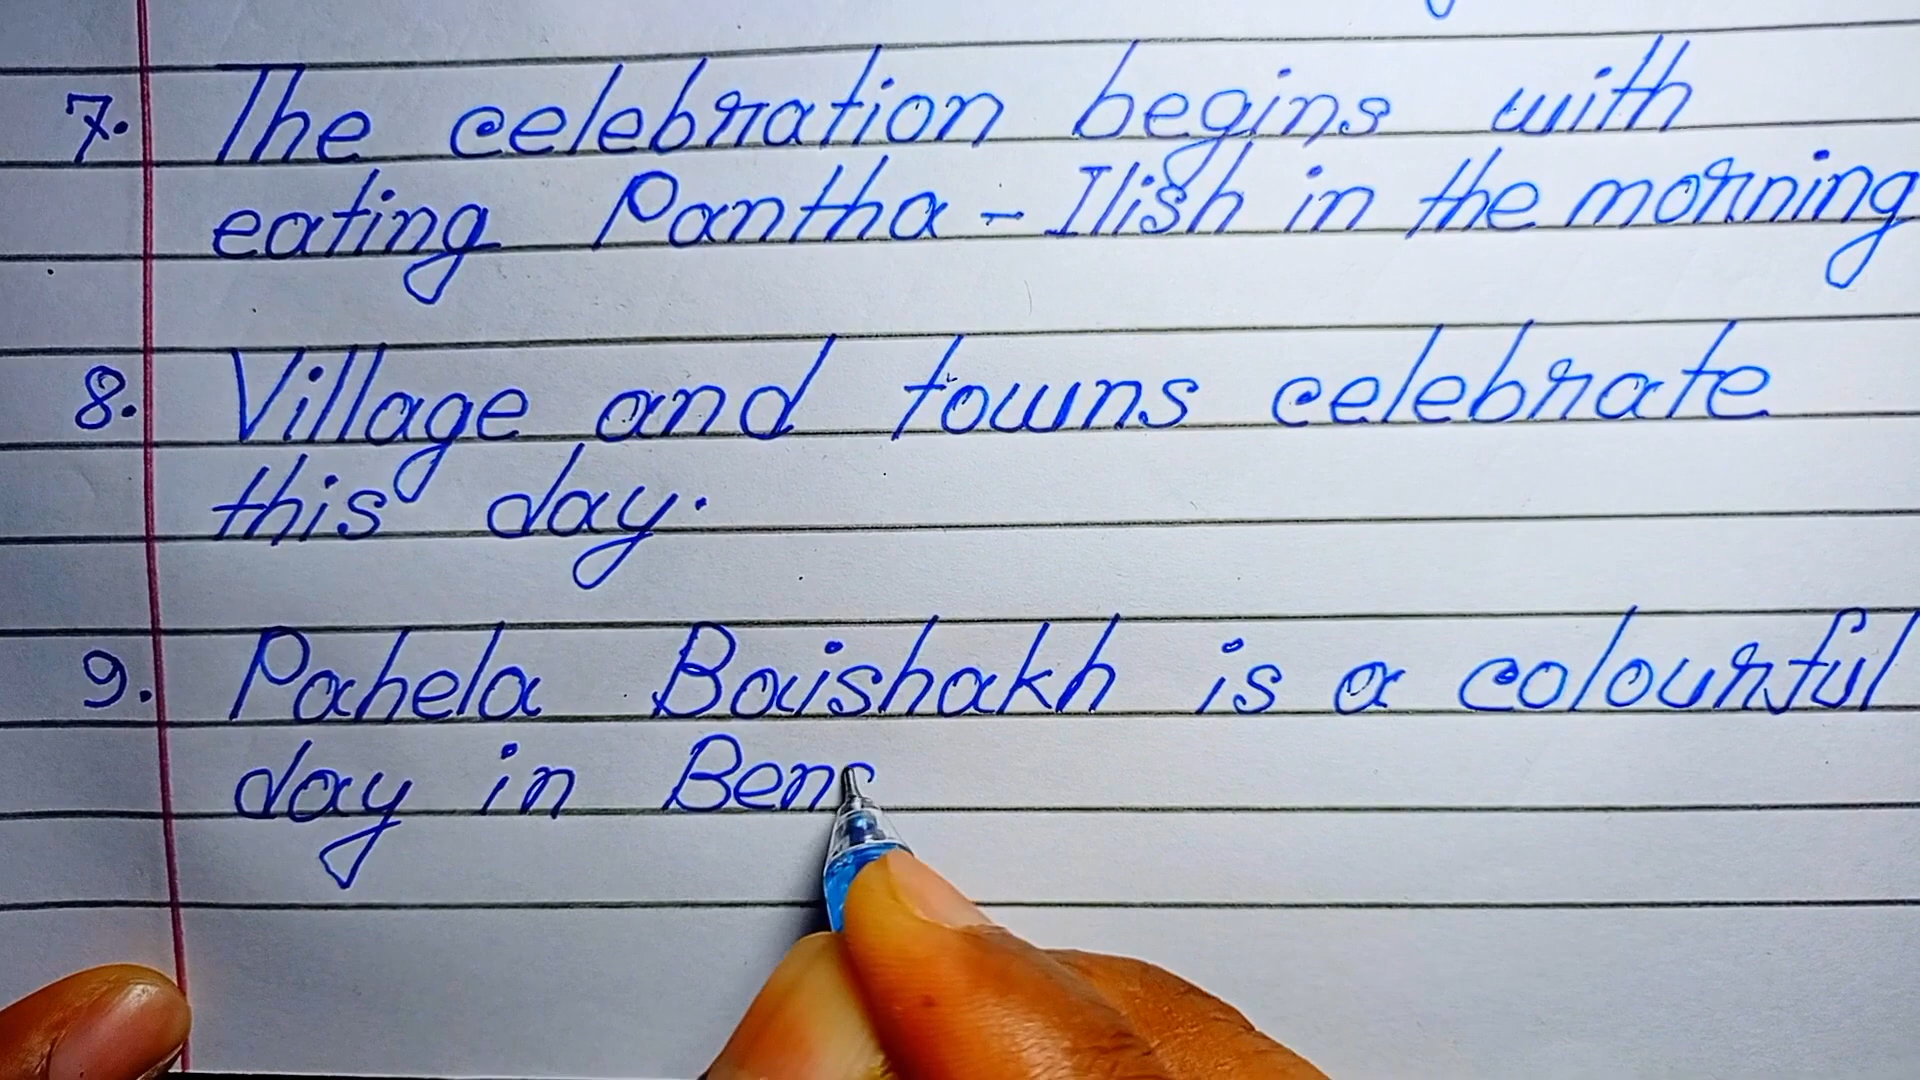 7. The celebration begins with
eating Pantha - Ilish in the morning
8. Village and towns celebrate
this day.
9. Pahela Baishakh is a colourful
day in